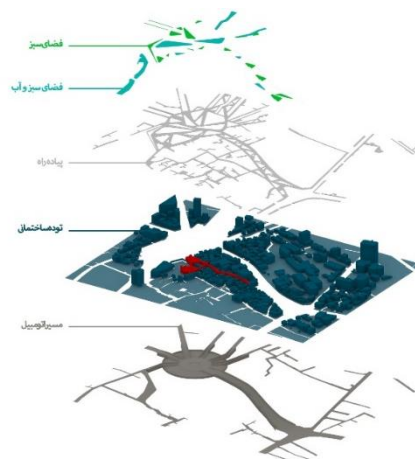 فضای سبز
فضای سبز و آب
پیاده راه
توده ساختمانی
مسیر اتومبیل